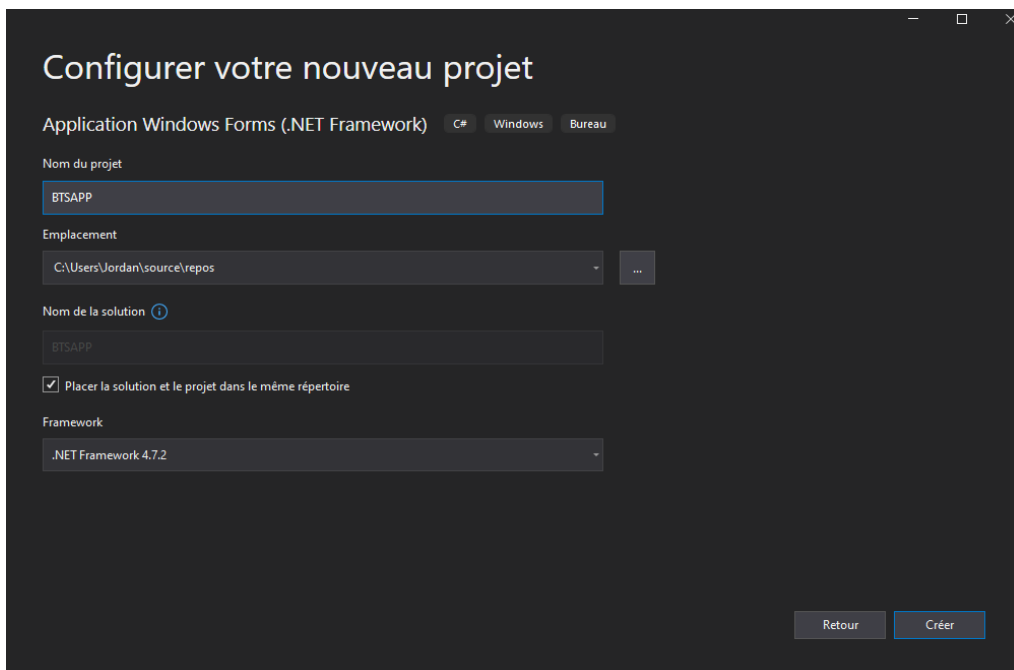 Configurer votre nouveau projet
Application Windows Forms (.NET Framework) C# Windows Bureau
Nom du projet
BTSAPP
Emplacement
C:\Users\Jordan\source\repos
...
Nom de la solution
BTSAPP
Placer la solution et le projet dans le même répertoire
Framework
.NET Framework 4.7.2
Retour Créer